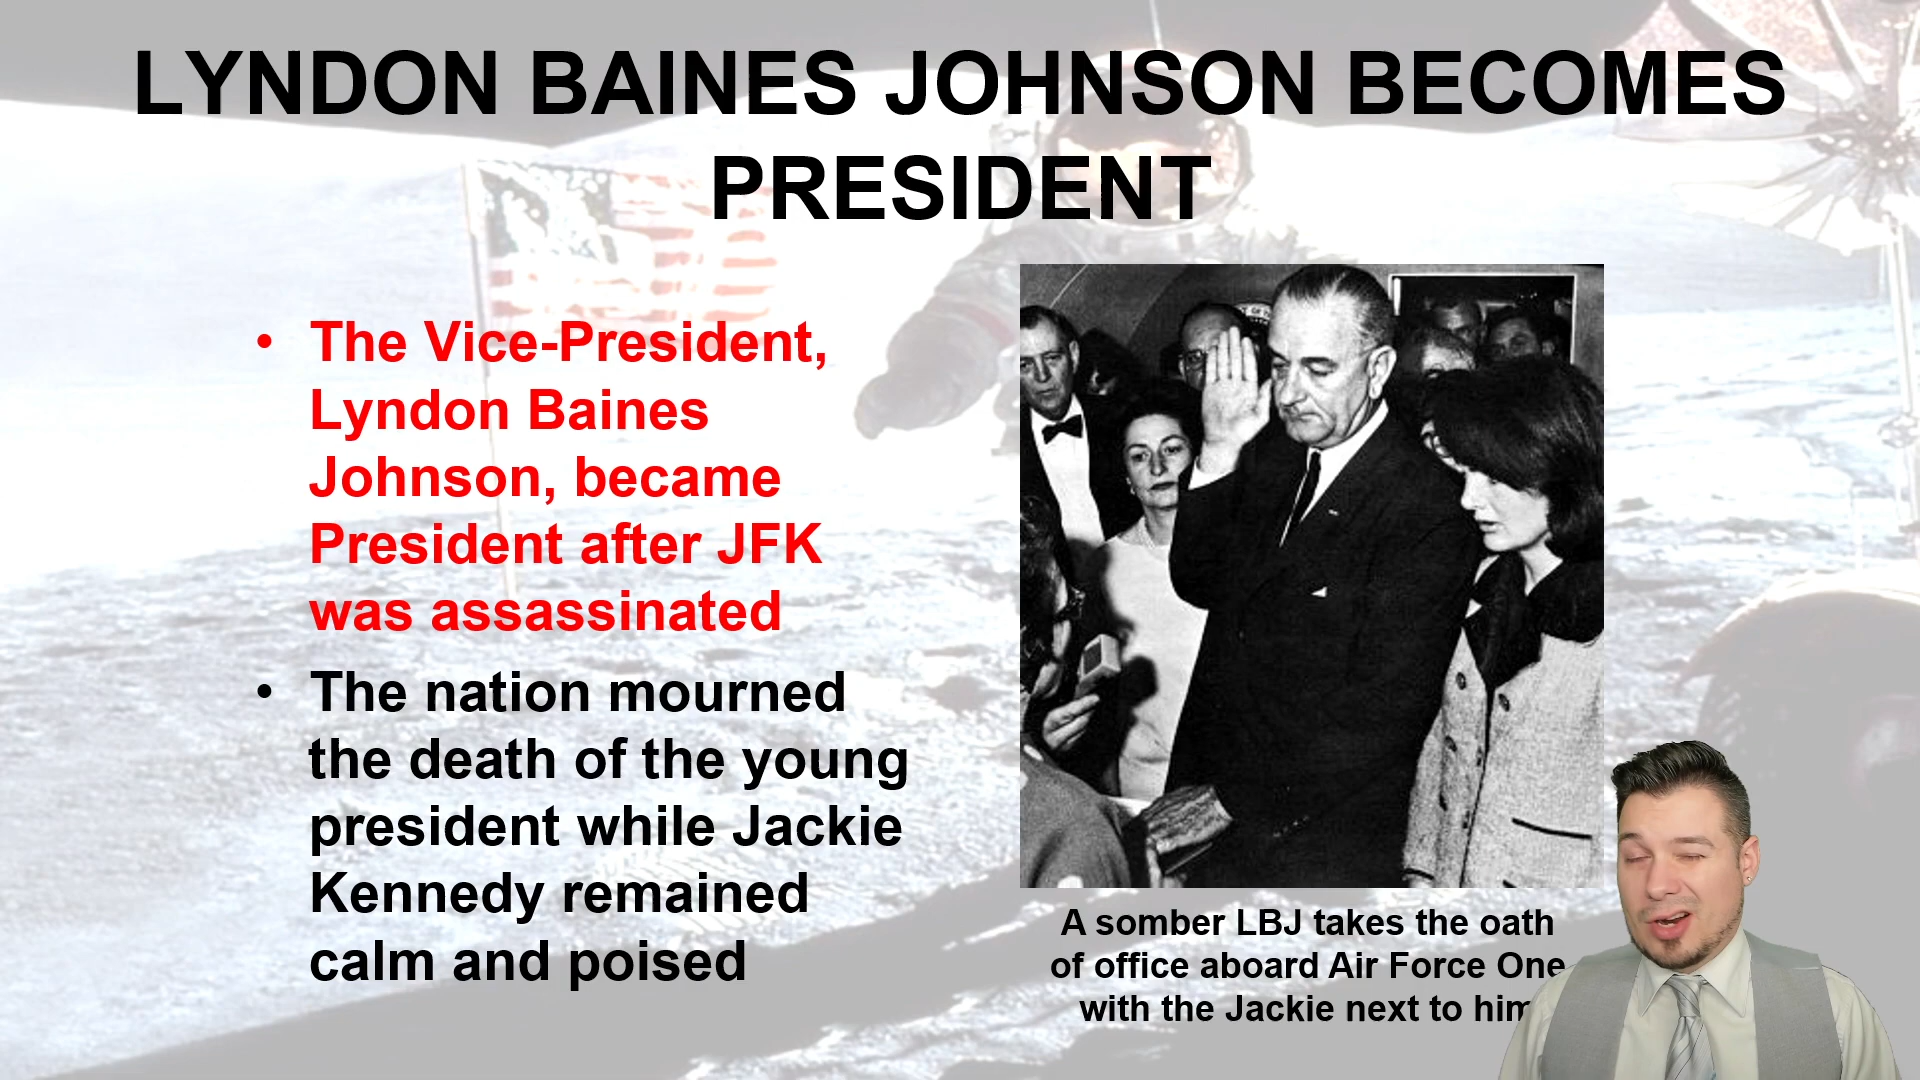 LYNDON BAINES JOHNSON BECOMES
PRESIDENT
• The Vice-President,
Lyndon Baines
Johnson, became
President after JFK
was assassinated
• The nation mourned
the death of the young
president while Jackie
Kennedy remained
calm and poised
A somber LBJ takes the oath
of office aboard Air Force One
with the Jackie next to him